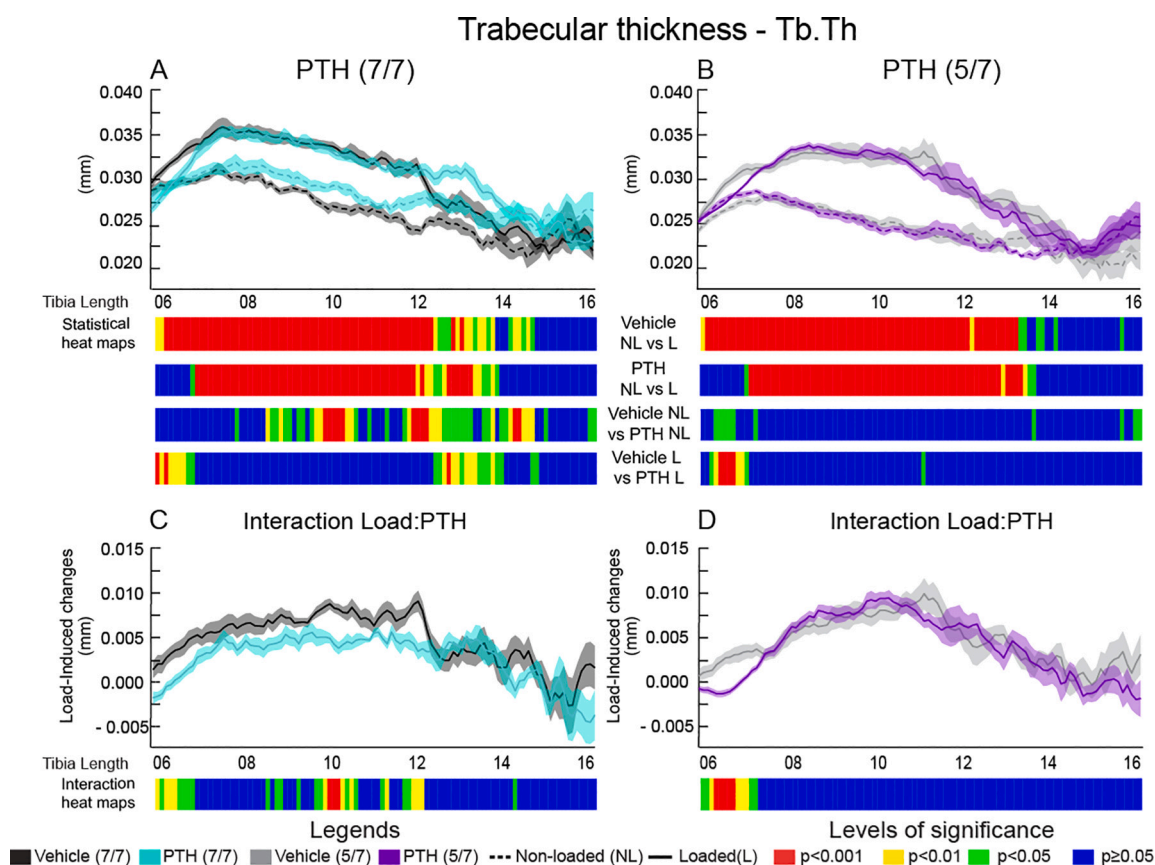 Trabecular thickness - Tb.Th
A
PTH (7/7)
0.040
0.035
0.030
0.025
0.020
(mm)
Tibia Length
06 08 10 12 14 16
Statistical
heat maps
B
PTH (5/7)
0.040
0.035
0.030
0.025
0.020
(mm)
06 08 10 12 14 16
Vehicle
NL vs L
PTH
NL vs L
Vehicle NL
vs PTH NL
Vehicle L
vs PTH L
C
Interaction Load:PTH
0.015
0.010
0.005
0.000
- 0.005
Load-Induced changes
(mm)
Tibia Length
06 08 10 12 14 16
Interaction
heat maps
D
Interaction Load:PTH
0.015
0.010
0.005
0.000
- 0.005
Load-Induced changes
(mm)
06 08 10 12 14 16
Legends
Vehicle (7/7) PTH (7/7) Vehicle (5/7) PTH (5/7) Non-loaded (NL) Loaded(L)
Levels of significance
p<0.001 p<0.01 p<0.05 p≥0.05